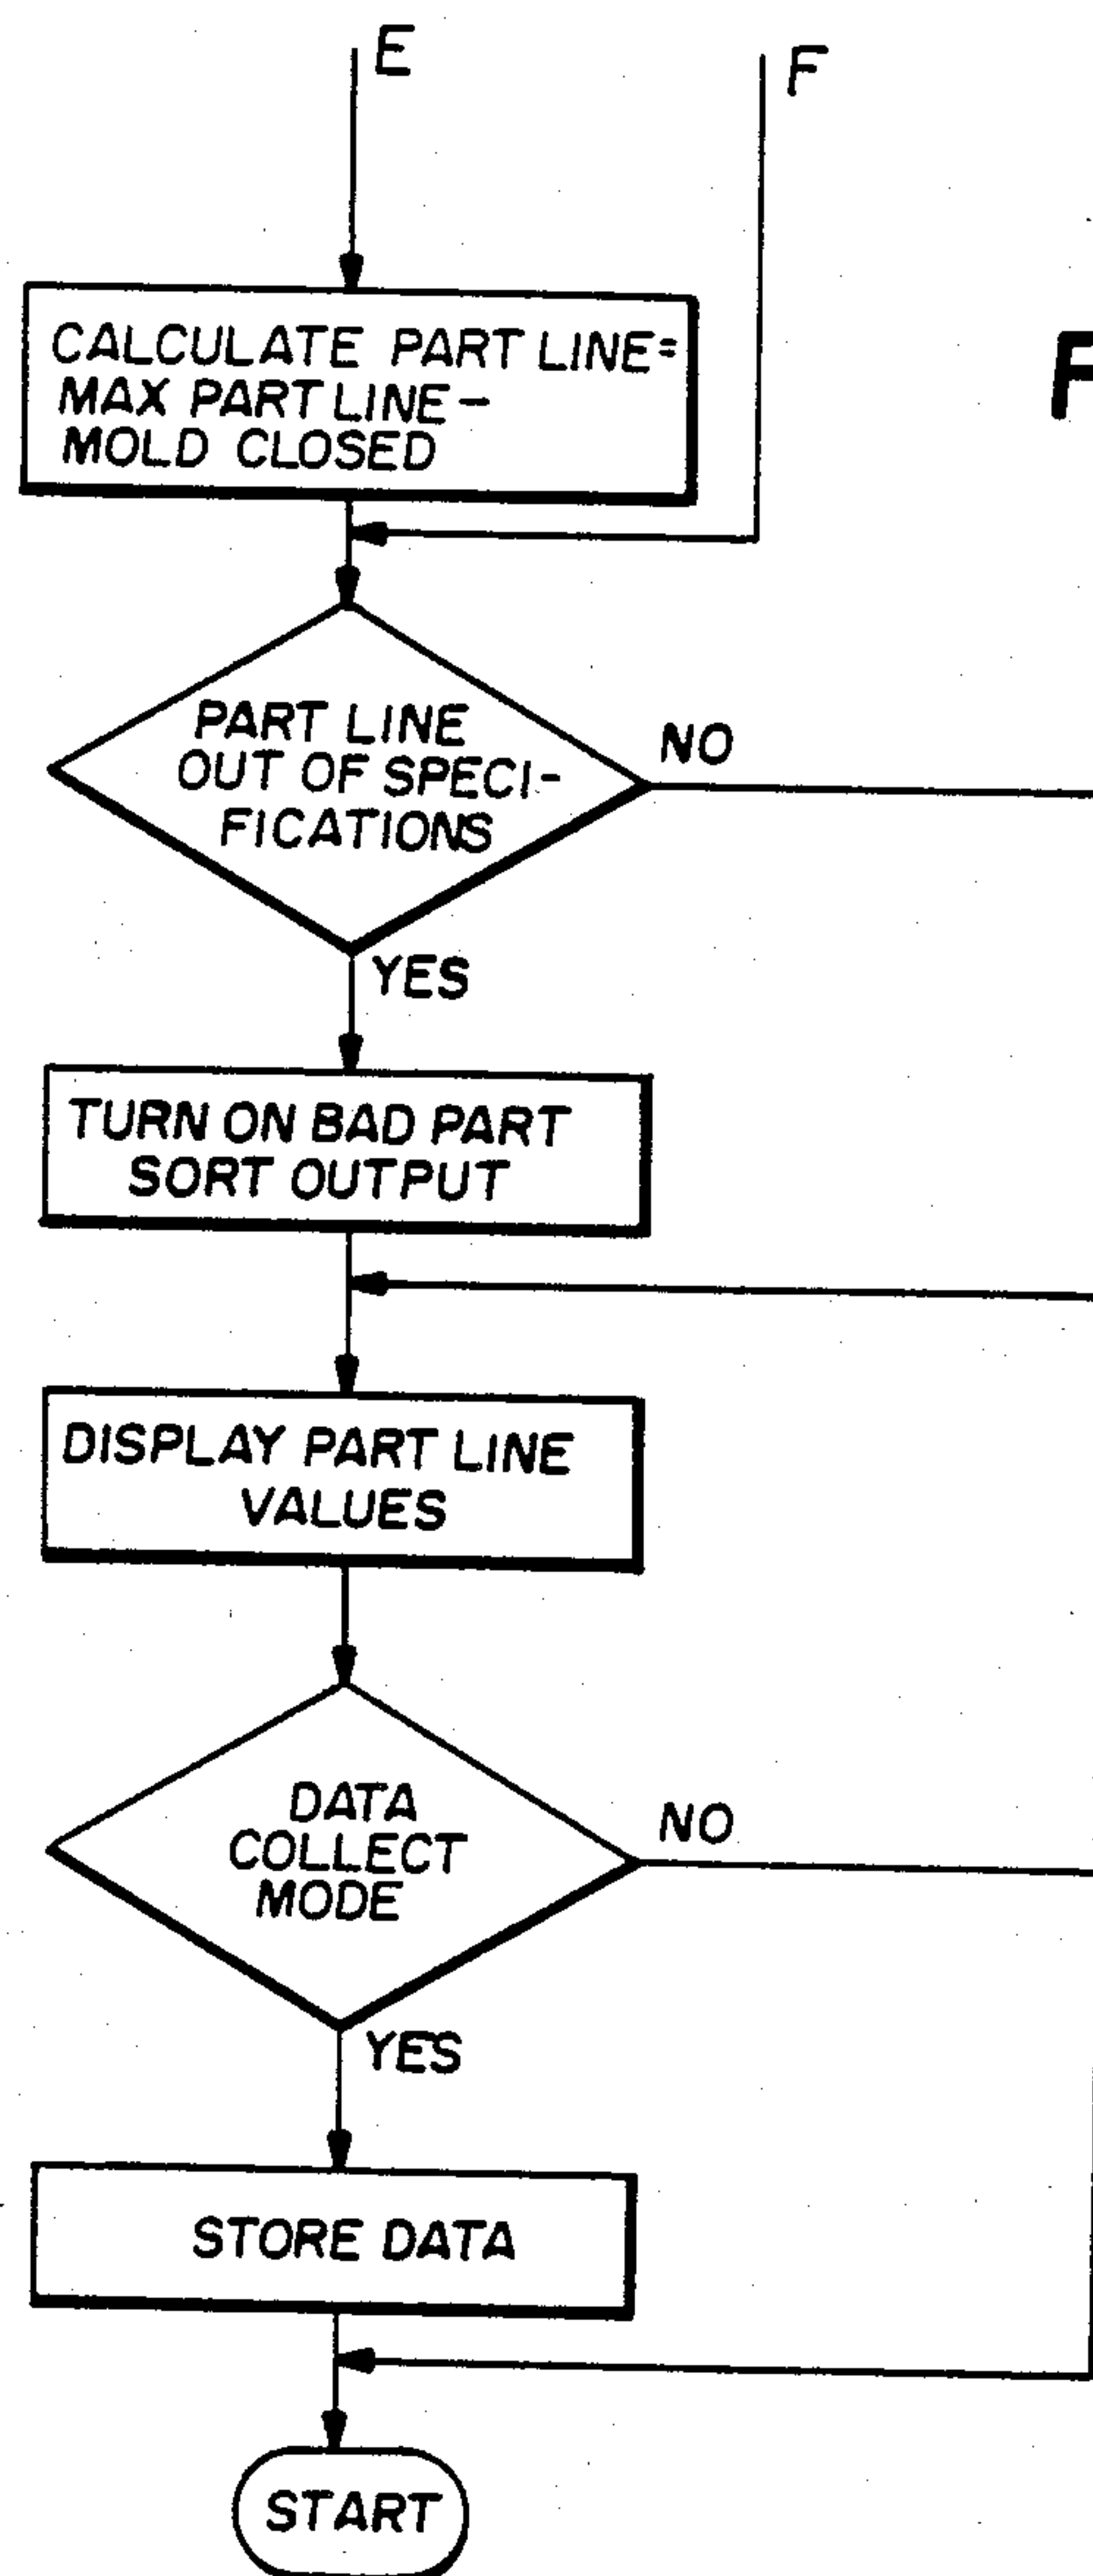 E
F
CALCULATE PART LINE=
MAX PART LINE-
MOLD CLOSED
F
PART LINE
OUT OF SPECI-
FICATIONS
NO
YES
TURN ON BAD PART
SORT OUTPUT
DISPLAY PART LINE
VALUES
DATA
COLLECT
MODE
NO
YES
STORE DATA
START